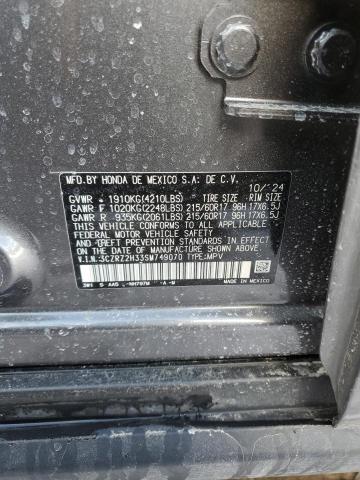 MFD.BY HONDA DE MEXICO S.A. DE C.V. 10/24
GVWR 1910KG(4210LBS) TIRE SIZE RIM SIZE
GAWR F 1020KG(2248LBS) 215/60R17 96H 17X6.5J
GAWR R 935KG(2061LBS) 215/60R17 96H 17X6.5J
THIS VEHICLE CONFORMS TO ALL APPLICABLE
FEDERAL MOTOR VEHICLE SAFETY AND
THEFT PREVENTION STANDARDS IN EFFECT ON
THE DATE OF MANUFACTURE SHOWN ABOVE.
V.I.N.:3CZRZ2H33SM749070 TYPE:MPV
3W1 S AAS -NH797M -A -M MADE IN MEXICO